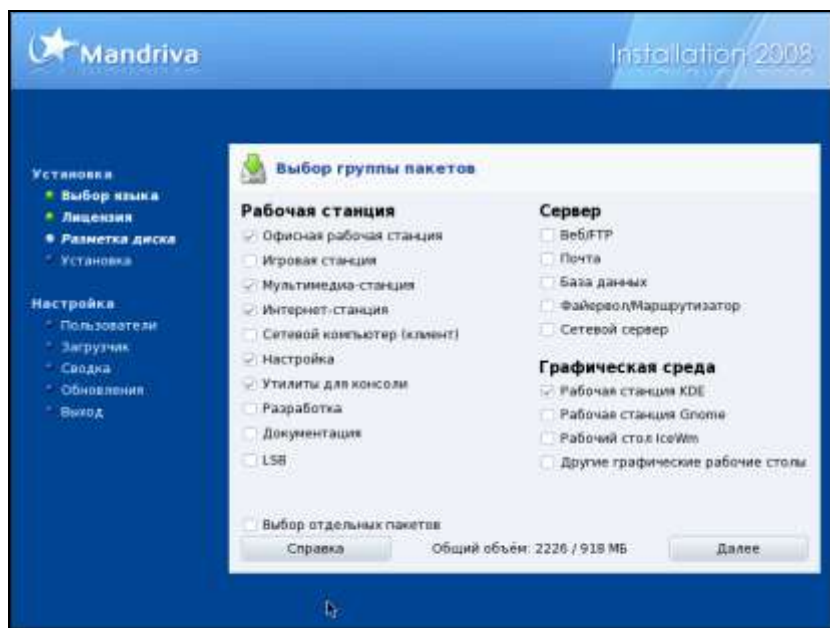 Mandriva
Installation 2008
Установка
Выбор языка
Лицензия
Разметка диска
Установка
Настройка
Пользователи
Загрузчик
Сводка
Обновления
Выход
Выбор группы пакетов
Рабочая станция
Офисная рабочая станция
Игровая станция
Мультимедиа-станция
Интернет-станция
Сетевой компьютер (клиент)
Настройка
Утилиты для консоли
Разработка
Документация
LSB
Сервер
Веб/FTP
Почта
База данных
Файервол/Маршрутизатор
Сетевой сервер
Графическая среда
Рабочая станция KDE
Рабочая станция Gnome
Рабочий стол IceWm
Другие графические рабочие столы
Выбор отдельных пакетов
Справка
Общий объём: 2226 / 918 МБ
Далее